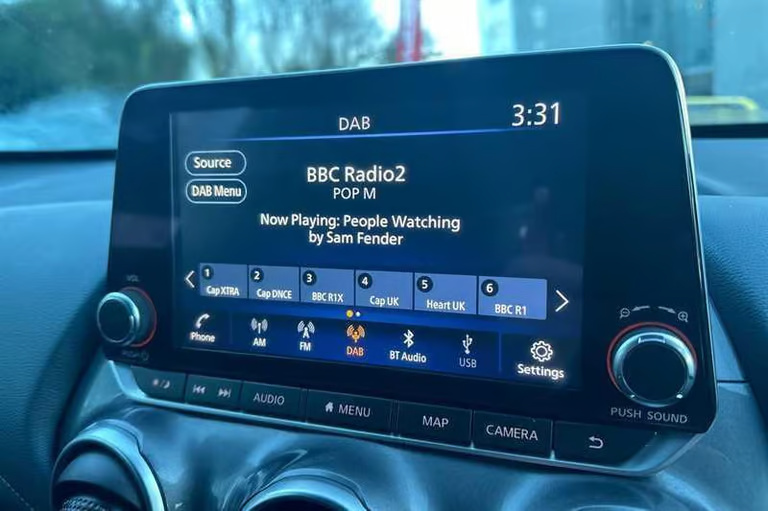 DAB
3:31
Source
BBC Radio2
DAB Menu
POP M
Now Playing: People Watching
by Sam Fender
1 Cap XTRA
2 Cap DNCE
3 BBC R1X
4 Cap UK
5 Heart UK
6 BBC R1
VOL
Phone
AM
FM
DAB
BT Audio
USB
Settings
AUDIO
MENU
MAP
CAMERA
PUSH SOUND